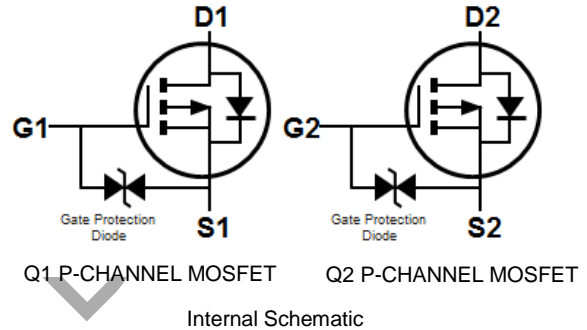 D1
D2
G1
G2
Gate Protection
Diode
Gate Protection
Diode
S1
S2
Q1 P-CHANNEL MOSFET
Q2 P-CHANNEL MOSFET
Internal Schematic